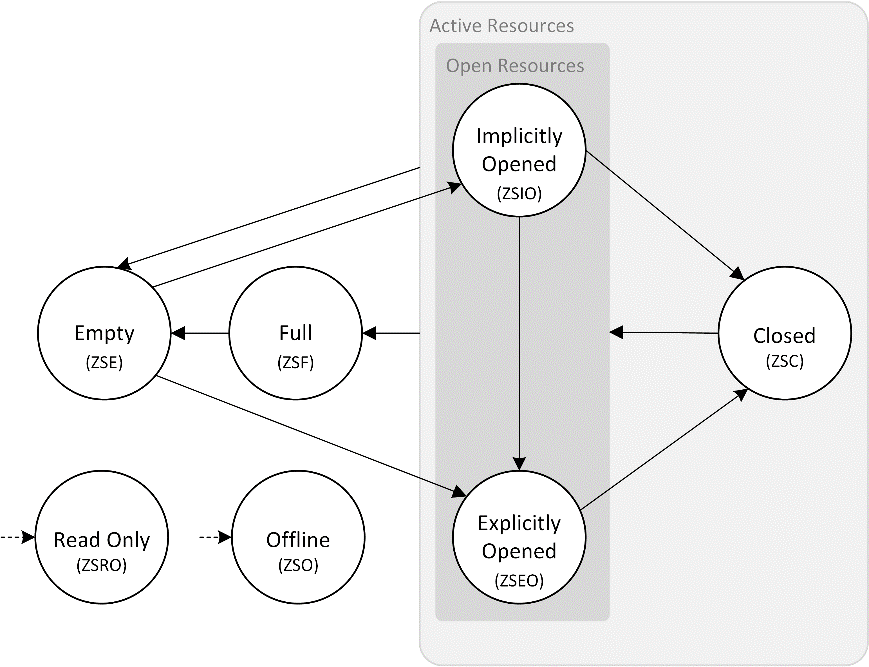 Active Resources
Open Resources
Implicitly
Opened
(ZSIO)
Empty
(ZSE)
Full
(ZSF)
Closed
(ZSC)
Read Only
(ZSRO)
Offline
(ZSO)
Explicitly
Opened
(ZSEO)